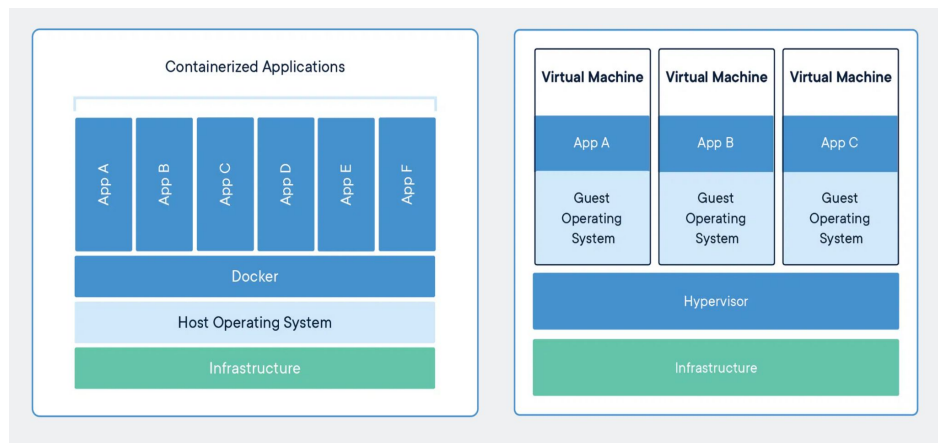 Containerized Applications
App A
App B
App C
App D
App E
App F
Docker
Host Operating System
Infrastructure
Virtual Machine
App A
Guest
Operating
System
Virtual Machine
App B
Guest
Operating
System
Virtual Machine
App C
Guest
Operating
System
Hypervisor
Infrastructure